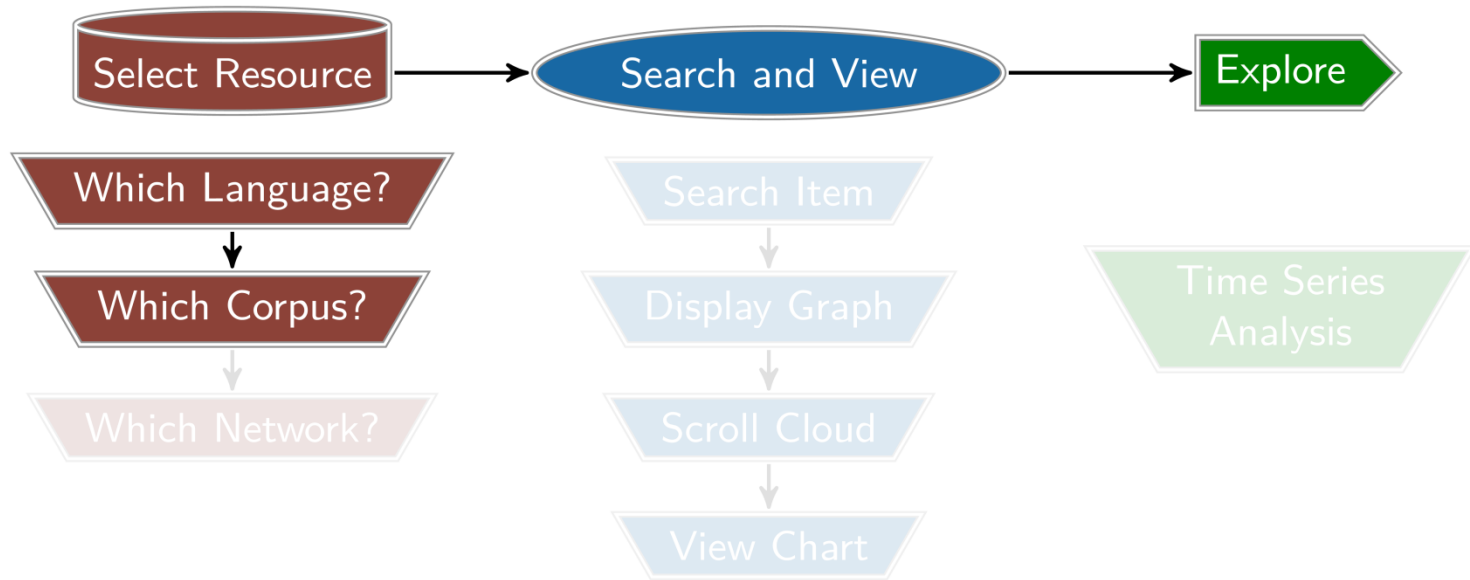 Select Resource
Search and View
Explore
Which Language?
Which Corpus?
Which Network?
Search Item
Display Graph
Scroll Cloud
View Chart
Time Series
Analysis